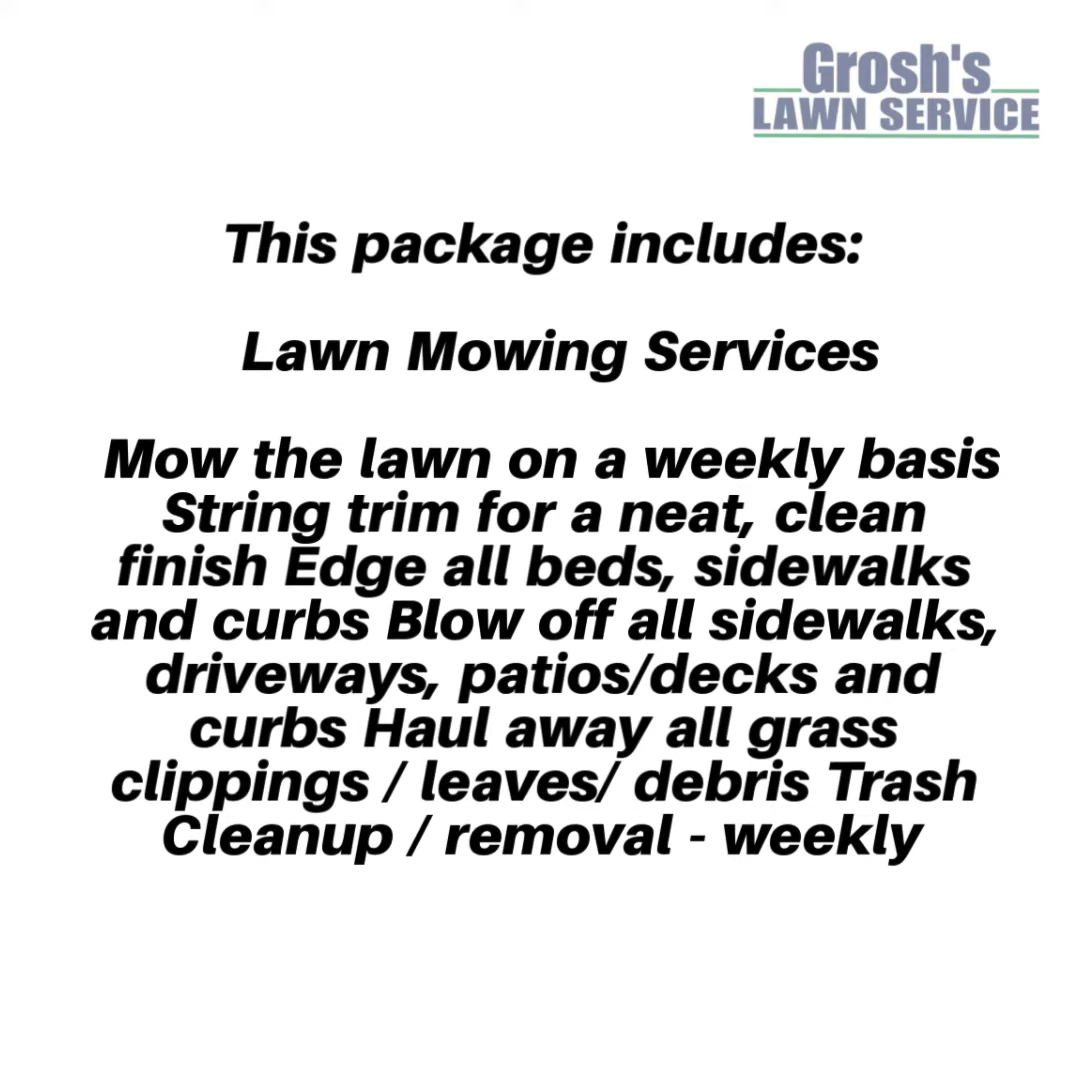 Grosh's
LAWN SERVICE
This package includes:
Lawn Mowing Services
Mow the lawn on a weekly basis
String trim for a neat, clean
finish Edge all beds, sidewalks
and curbs Blow off all sidewalks,
driveways, patios/decks and
curbs Haul away all grass
clippings / leaves/ debris Trash
Cleanup / removal - weekly